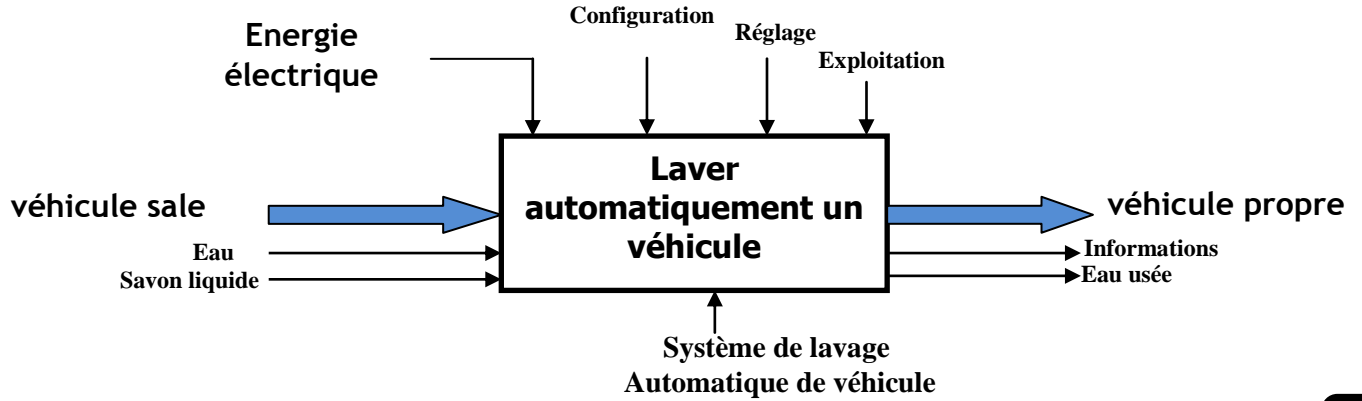 Configuration
Energie
électrique
Réglage
Exploitation
Laver
automatiquement un
véhicule
véhicule sale
Eau
Savon liquide
véhicule propre
Informations
Eau usée
Système de lavage
Automatique de véhicule